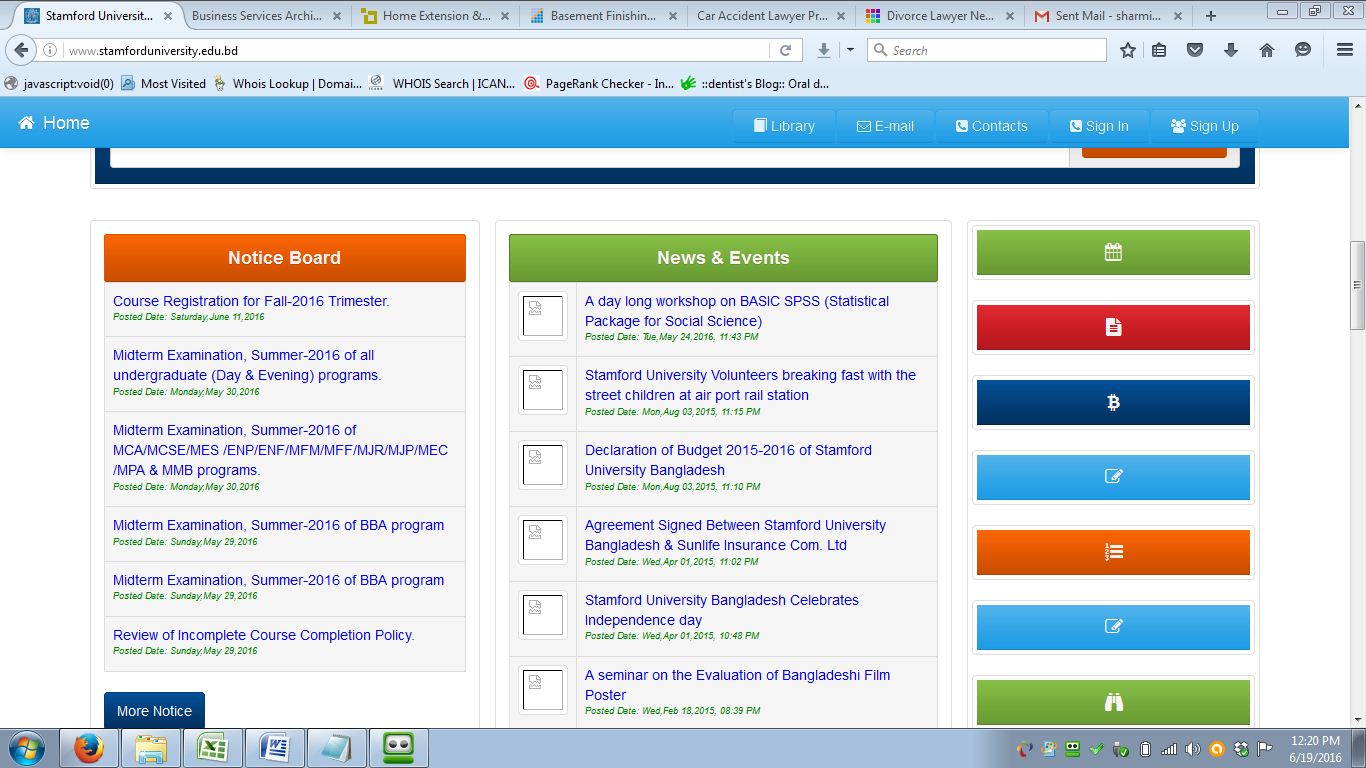 Stamford Universit...
Business Services Archi...
Home Extension &...
Basement Finishin...
Car Accident Lawyer Pr...
Divorce Lawyer Ne...
Sent Mail - sharmi...
www.stamforduniversity.edu.bd
Search
javascript:void(0)
Most Visited
Whois Lookup | Domai...
WHOIS Search | ICAN...
PageRank Checker - In...
::dentist's Blog:: Oral d...
Home
Library
E-mail
Contacts
Sign In
Sign Up
Notice Board
Course Registration for Fall-2016 Trimester.
Posted Date: Saturday,June 11,2016
Midterm Examination, Summer-2016 of all
undergraduate (Day & Evening) programs.
Posted Date: Monday,May 30,2016
Midterm Examination, Summer-2016 of
MCA/MCSE/MES /ENP/ENF/MFM/MFF/MJR/MJP/MEC
/MPA & MMB programs.
Posted Date: Monday,May 30,2016
Midterm Examination, Summer-2016 of BBA program
Posted Date: Sunday,May 29,2016
Midterm Examination, Summer-2016 of BBA program
Posted Date: Sunday,May 29,2016
Review of Incomplete Course Completion Policy.
Posted Date: Sunday,May 29,2016
More Notice
News & Events
A day long workshop on BASIC SPSS (Statistical
Package for Social Science)
Posted Date: Tue,May 24,2016, 11:43 PM
Stamford University Volunteers breaking fast with the
street children at air port rail station
Posted Date: Mon,Aug 03,2015, 11:15 PM
Declaration of Budget 2015-2016 of Stamford
University Bangladesh
Posted Date: Mon,Aug 03,2015, 11:10 PM
Agreement Signed Between Stamford University
Bangladesh & Sunlife Insurance Com. Ltd
Posted Date: Wed,Apr 01,2015, 11:02 PM
Stamford University Bangladesh Celebrates
Independence day
Posted Date: Wed,Apr 01,2015, 10:48 PM
A seminar on the Evaluation of Bangladeshi Film
Poster
Posted Date: Wed,Feb 18,2015, 08:39 PM
12:20 PM
6/19/2016